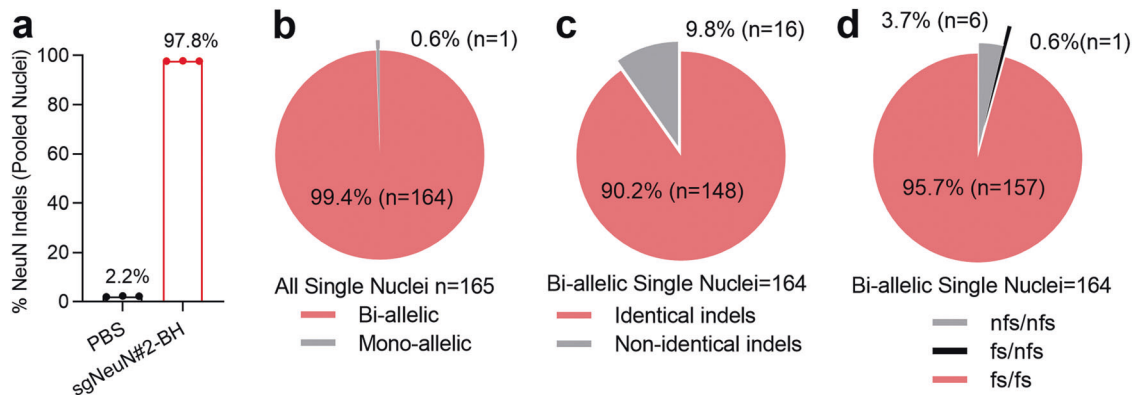 a
% NeuN Indels (Pooled Nuclei)
100
80
60
40
20
0
97.8%
2.2%
PBS
sgNeuN#2-BH
b
0.6% (n=1)
99.4% (n=164)
All Single Nuclei n=165
Bi-allelic
Mono-allelic
c
9.8% (n=16)
90.2% (n=148)
Bi-allelic Single Nuclei=164
Identical indels
Non-identical indels
d
3.7% (n=6)
0.6%(n=1)
95.7% (n=157)
Bi-allelic Single Nuclei=164
nfs/nfs
fs/nfs
fs/fs